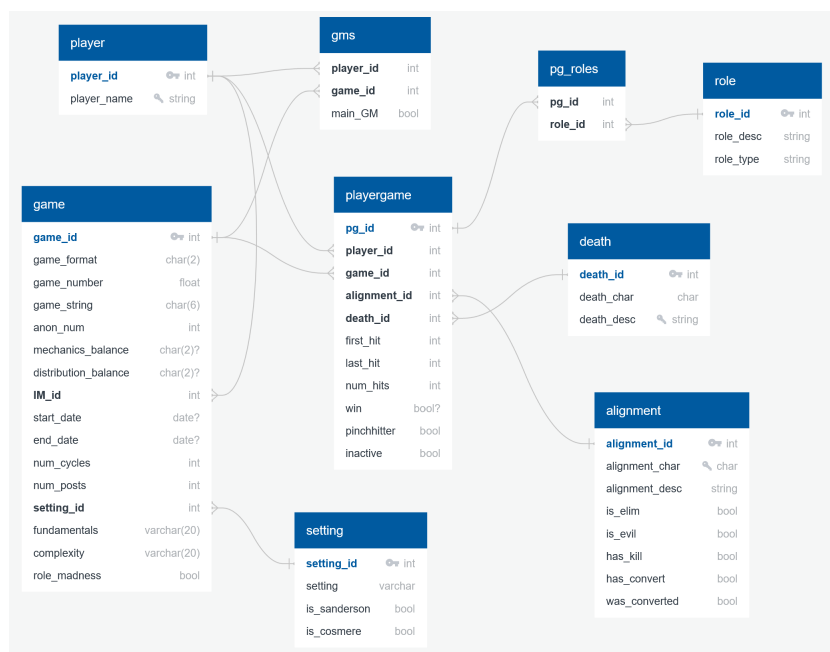 player
player_id int
player_name string
gms
player_id int
game_id int
main_GM bool
pg_roles
pg_id int
role_id int
role
role_id int
role_desc string
role_type string
game
game_id int
game_format char(2)
game_number float
game_string char(6)
anon_num int
mechanics_balance char(2)?
distribution_balance char(2)?
IM_id int
start_date date?
end_date date?
num_cycles int
num_posts int
setting_id int
fundamentals varchar(20)
complexity varchar(20)
role_madness bool
playergame
pg_id int
player_id int
game_id int
alignment_id int
death_id int
first_hit int
last_hit int
num_hits int
win bool?
pinchhitter bool
inactive bool
death
death_id int
death_char char
death_desc string
alignment
alignment_id int
alignment_char char
alignment_desc string
is_elim bool
is_evil bool
has_kill bool
has_convert bool
was_converted bool
setting
setting_id int
setting varchar
is_sanderson bool
is_cosmere bool